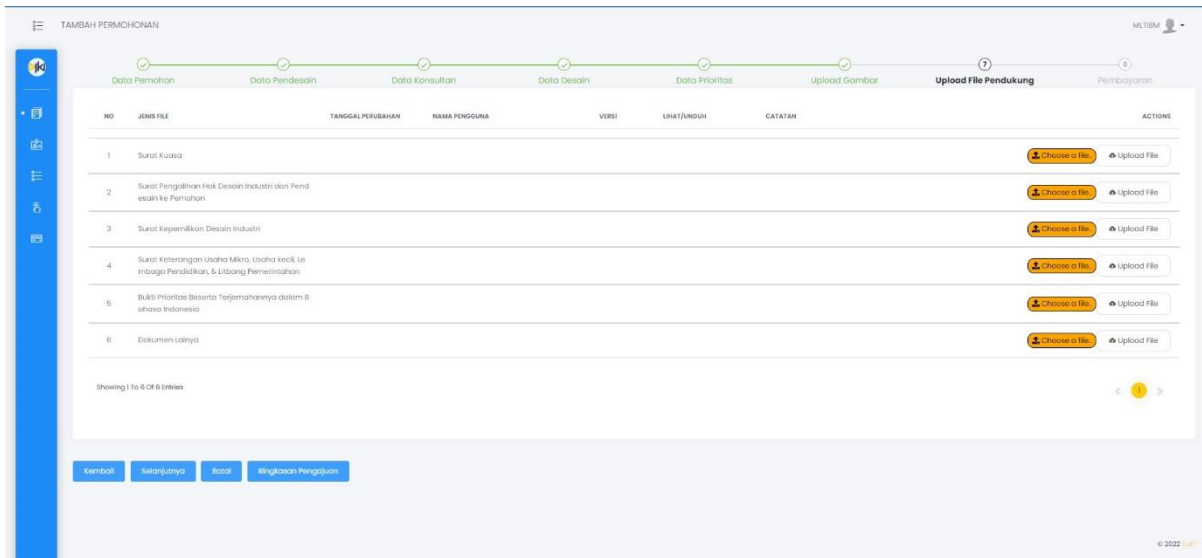 TAMBAH PERMOHONAN
MLTIBM
Data Pemohon
Data Pendesain
Data Konsultan
Data Desain
Data Prioritas
Upload Gambar
7
Upload File Pendukung
8
Pembayaran
NO JENIS FILE TANGGAL PERUBAHAN NAMA PENGGUNA VERSI LIHAT/UNDUH CATATAN ACTIONS
1 Surat Kuasa Choose a file.. Upload File
2 Surat Pengalihan Hak Desain Industri dari Pend
esain ke Pemohon Choose a file.. Upload File
3 Surat Kepemilikan Desain Industri Choose a file.. Upload File
4 Surat Keterangan Usaha Mikro, Usaha kecil, Le
mbaga Pendidikan, & Litbang Pemerintahan Choose a file.. Upload File
5 Bukti Prioritas Beserta Terjemahannya dalam B
ahasa Indonesia Choose a file.. Upload File
6 Dokumen Lainya Choose a file.. Upload File
Showing 1 To 6 Of 6 Entries
< 1 >
Kembali Selanjutnya Batal Ringkasan Pengajuan
© 2022